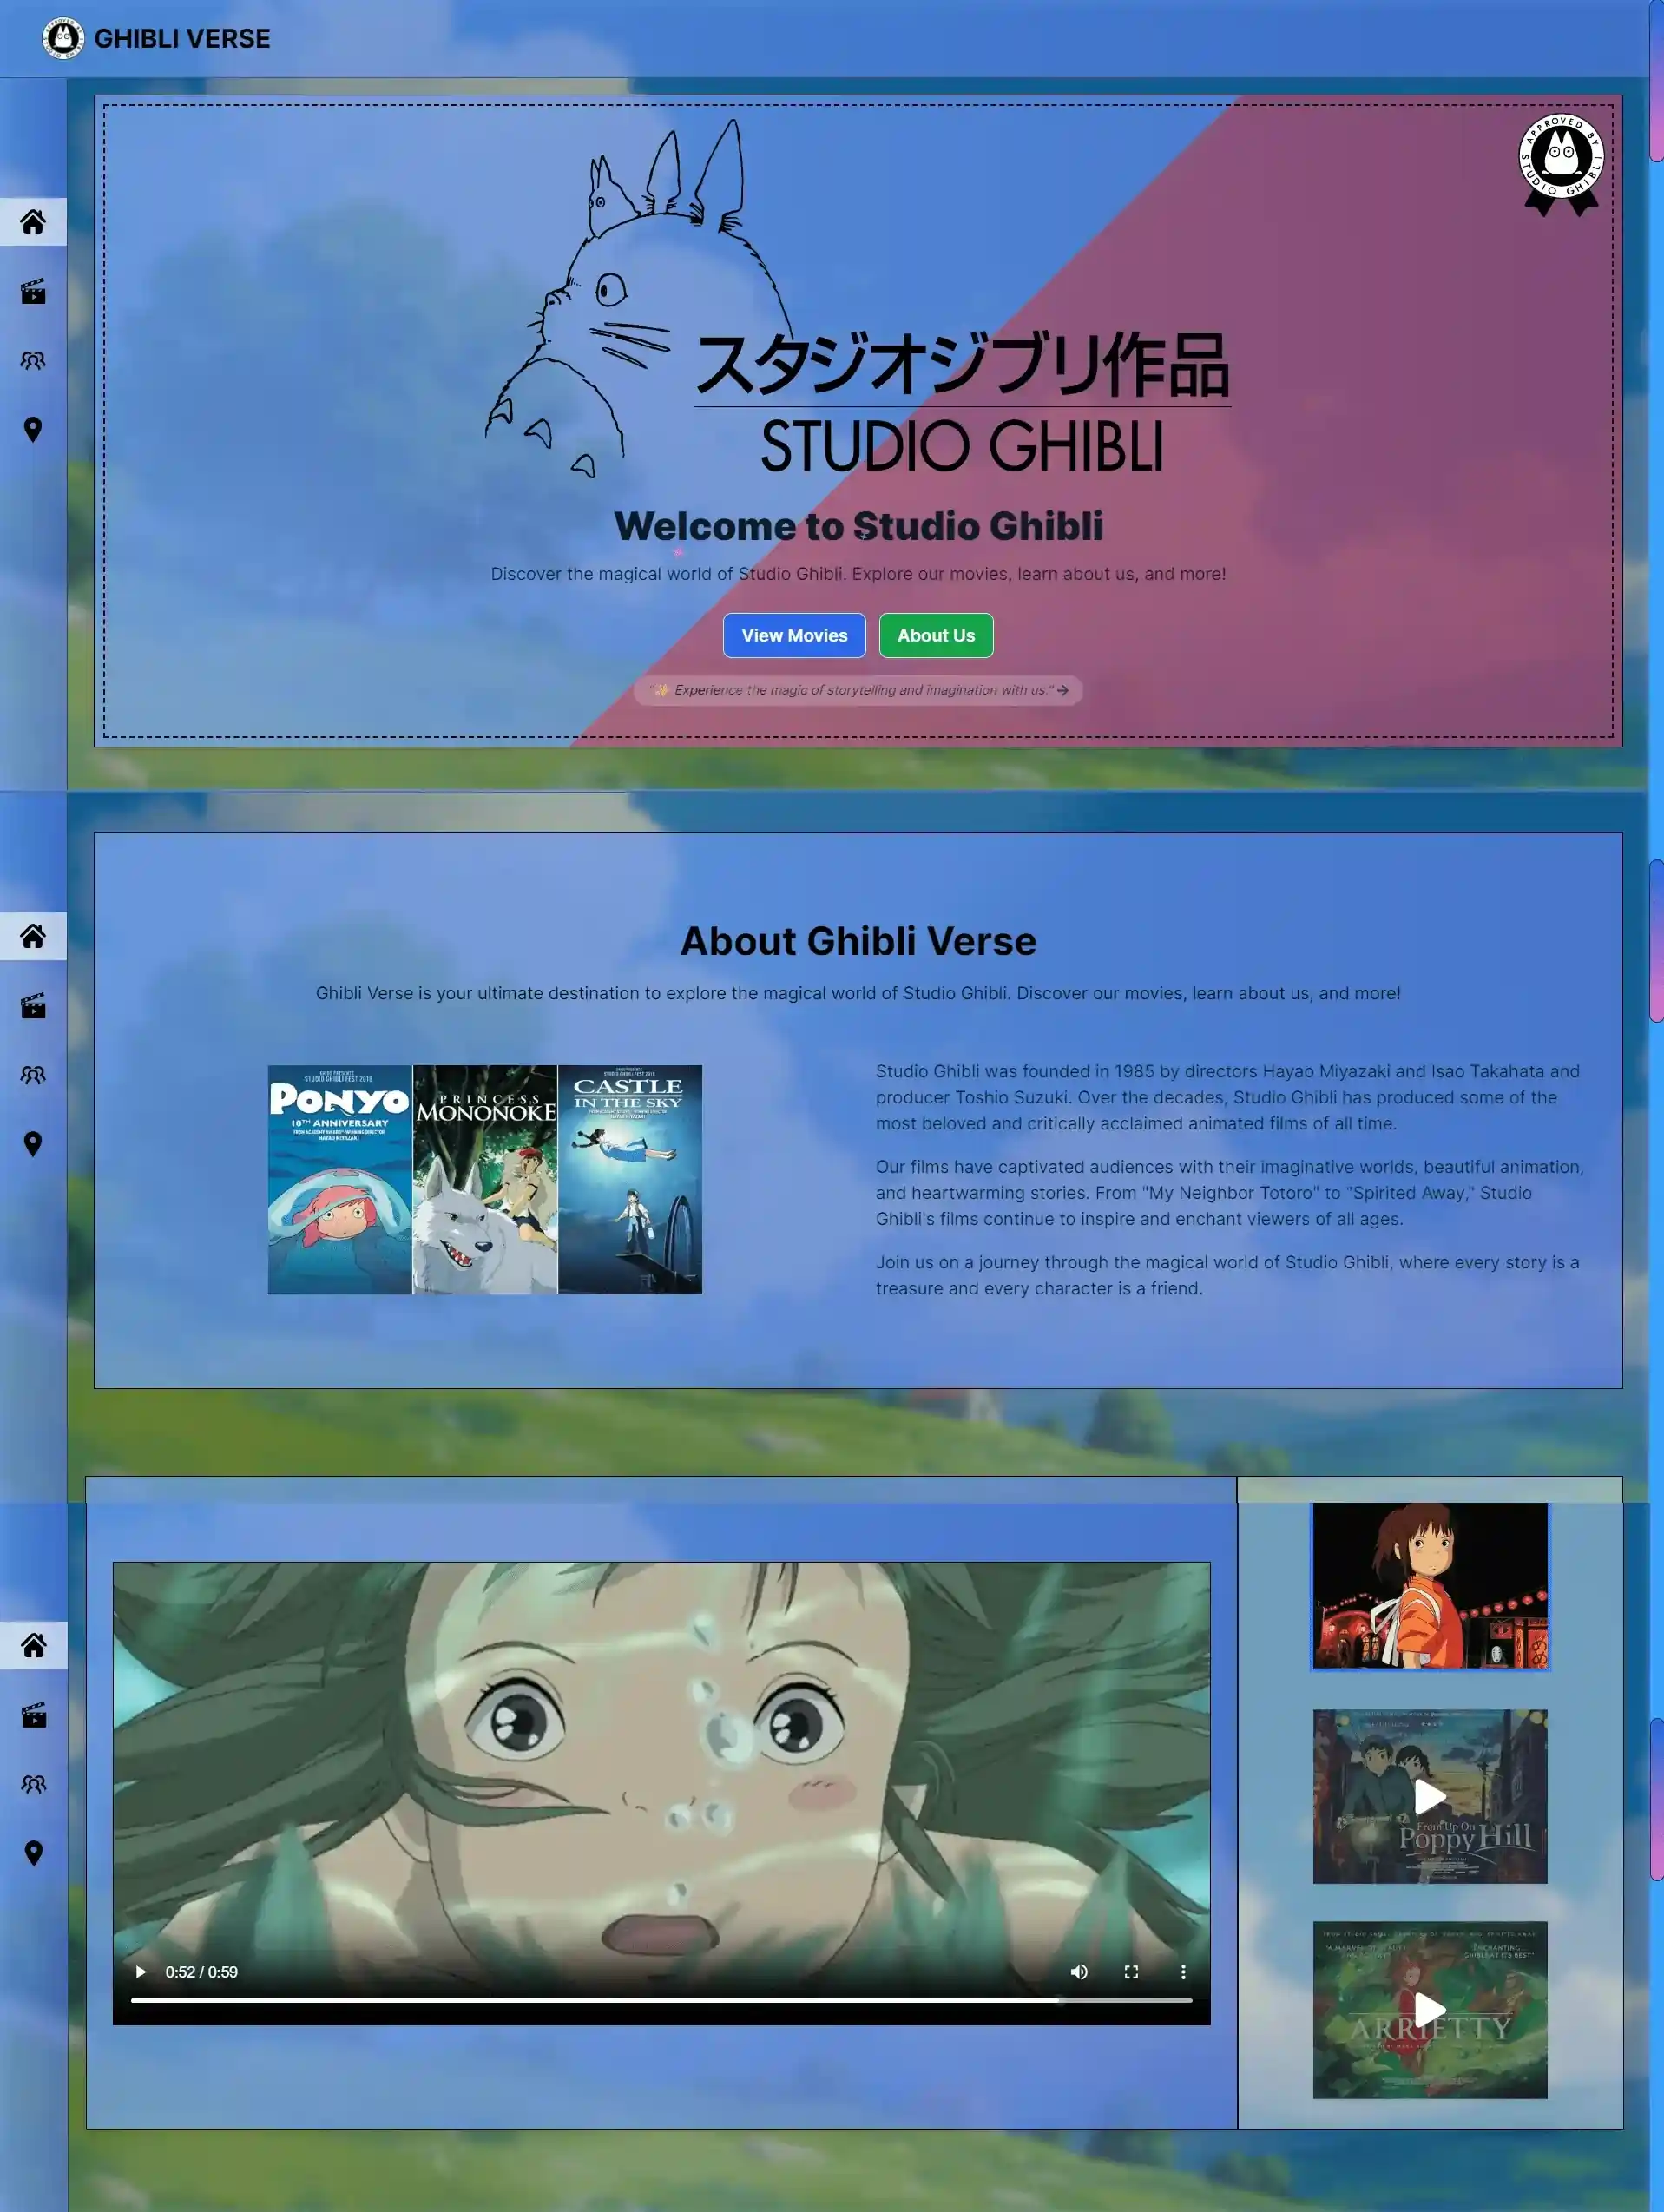 GHIBLI VERSE
APPROVED BY
STUDIO GHIBLI
スタジオジブリ作品
STUDIO GHIBLI
Welcome to Studio Ghibli
Discover the magical world of Studio Ghibli. Explore our movies, learn about us, and more!
View Movies
About Us
"✨ Experience the magic of storytelling and imagination with us."→
About Ghibli Verse
Ghibli Verse is your ultimate destination to explore the magical world of Studio Ghibli. Discover our movies, learn about us, and more!
STUDIO GHIBLI FEST 2018
PONYO
10TH ANNIVERSARY
FROM ACADEMY AWARD®-WINNING DIRECTOR
HAYAO MIYAZAKI
PRINCESS
MONONOKE
STUDIO GHIBLI FEST 2018
CASTLE
IN THE SKY
Studio Ghibli was founded in 1985 by directors Hayao Miyazaki and Isao Takahata and
producer Toshio Suzuki. Over the decades, Studio Ghibli has produced some of the
most beloved and critically acclaimed animated films of all time.
Our films have captivated audiences with their imaginative worlds, beautiful animation,
and heartwarming stories. From "My Neighbor Totoro" to "Spirited Away," Studio
Ghibli's films continue to inspire and enchant viewers of all ages.
Join us on a journey through the magical world of Studio Ghibli, where every story is a
treasure and every character is a friend.
0:52 / 0:59
From Up On
Poppy Hill
ARRIETTY